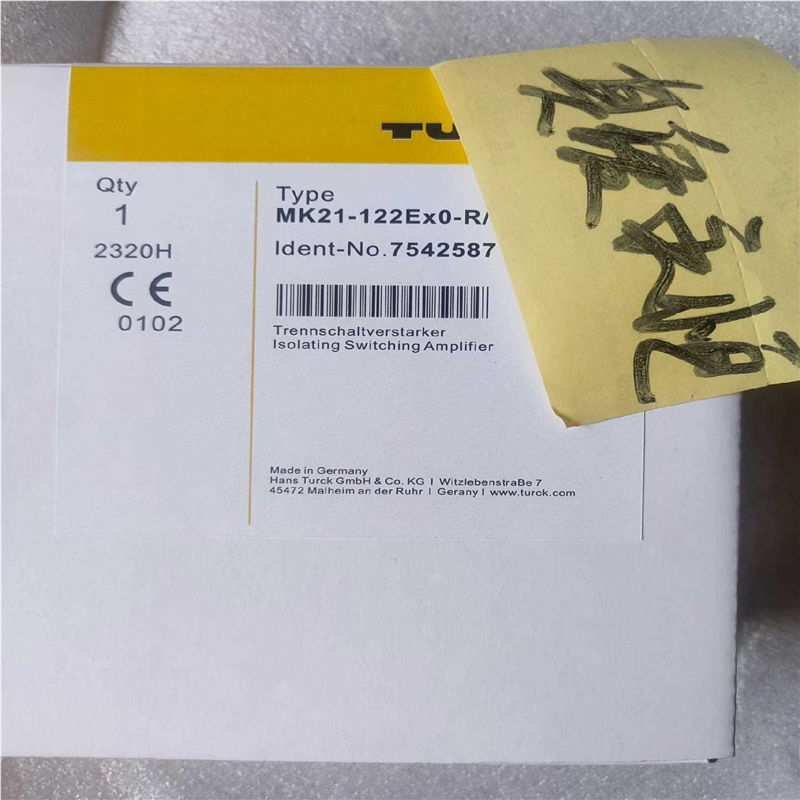 TU
Qty
1
2320H
CE
0102
Type
MK21-122Ex0-R/
Ident-No.7542587
Trennschaltverstarker
Isolating Switching Amplifier
Made in Germany
Hans Turck GmbH & Co. KG I WitzlebenstraBe 7
45472 Malheim an der Ruhr I Gerany I www.turck.com